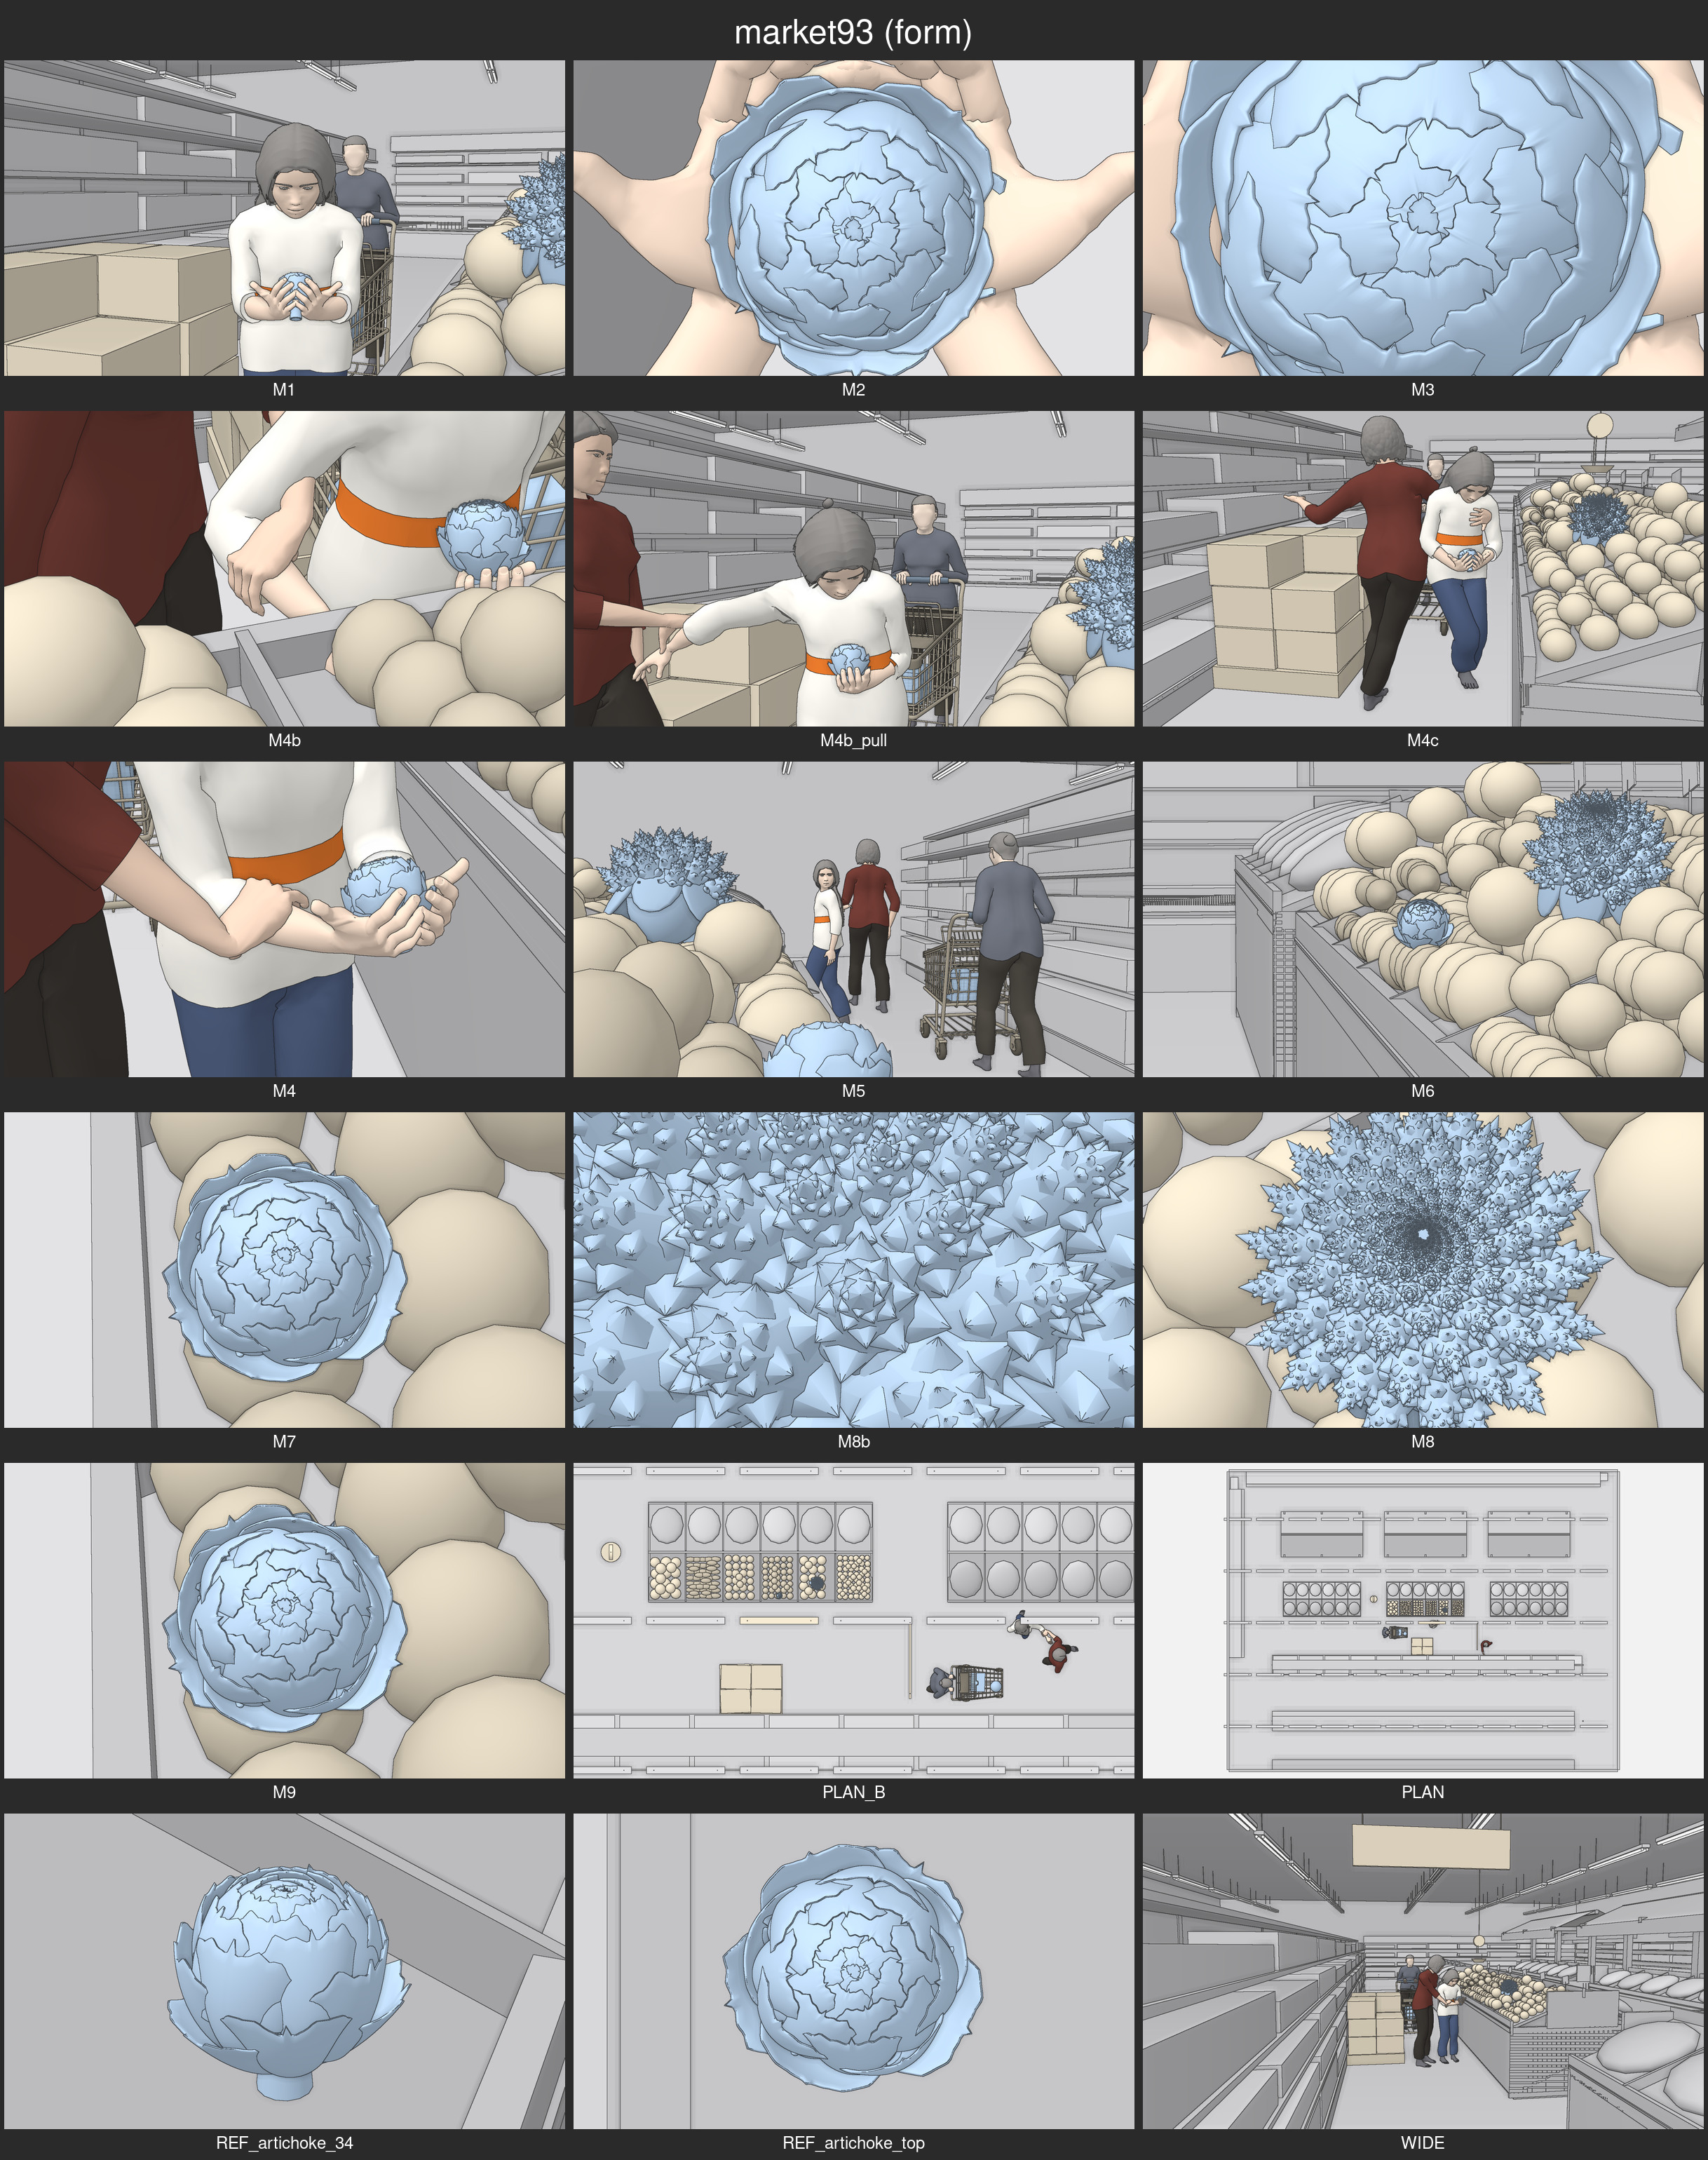 market93 (form)
M1
M2
M3
M4b
M4b_pull
M4c
M4
M5
M6
M7
M8b
M8
M9
PLAN_B
PLAN
REF_artichoke_34
REF_artichoke_top
WIDE